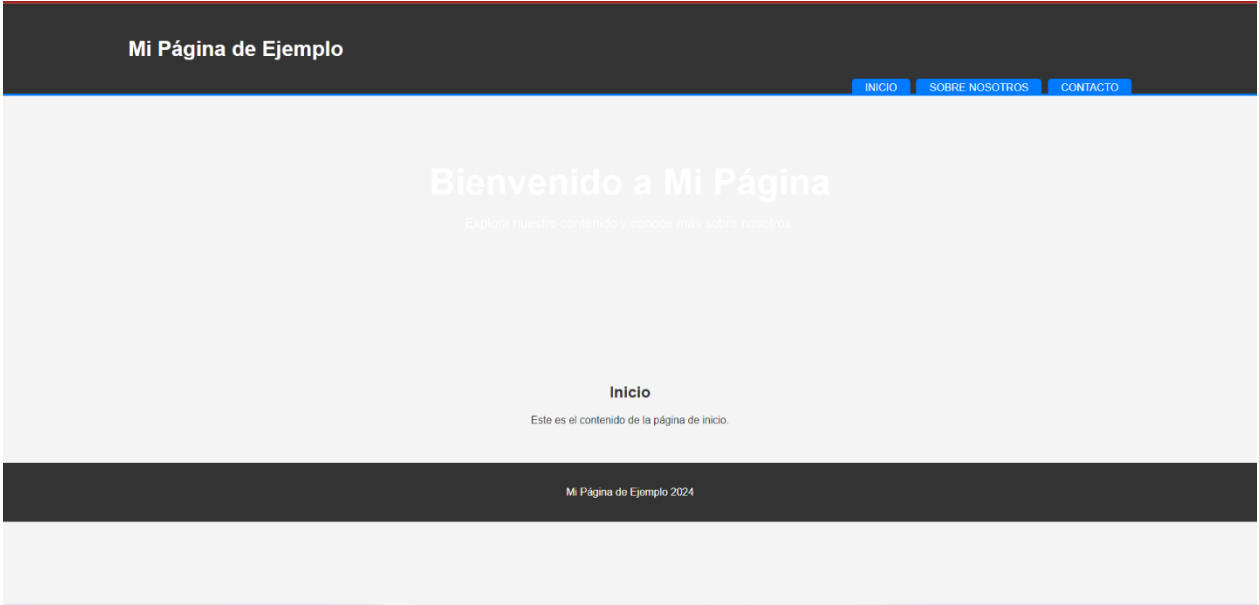 Mi Página de Ejemplo
INICIO SOBRE NOSOTROS CONTACTO
Bienvenido a Mi Página
Explora nuestro contenido y conoce más sobre nosotros.
Inicio
Este es el contenido de la página de inicio.
Mi Página de Ejemplo 2024